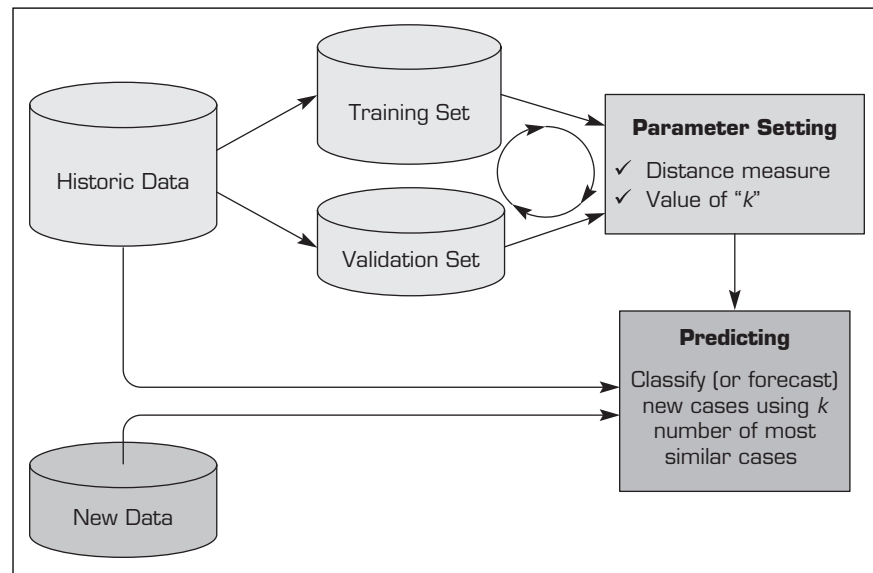 Historic Data
Training Set
Validation Set
Parameter Setting
✓ Distance measure
✓ Value of “k”
Predicting
Classify (or forecast)
new cases using k
number of most
similar cases
New Data